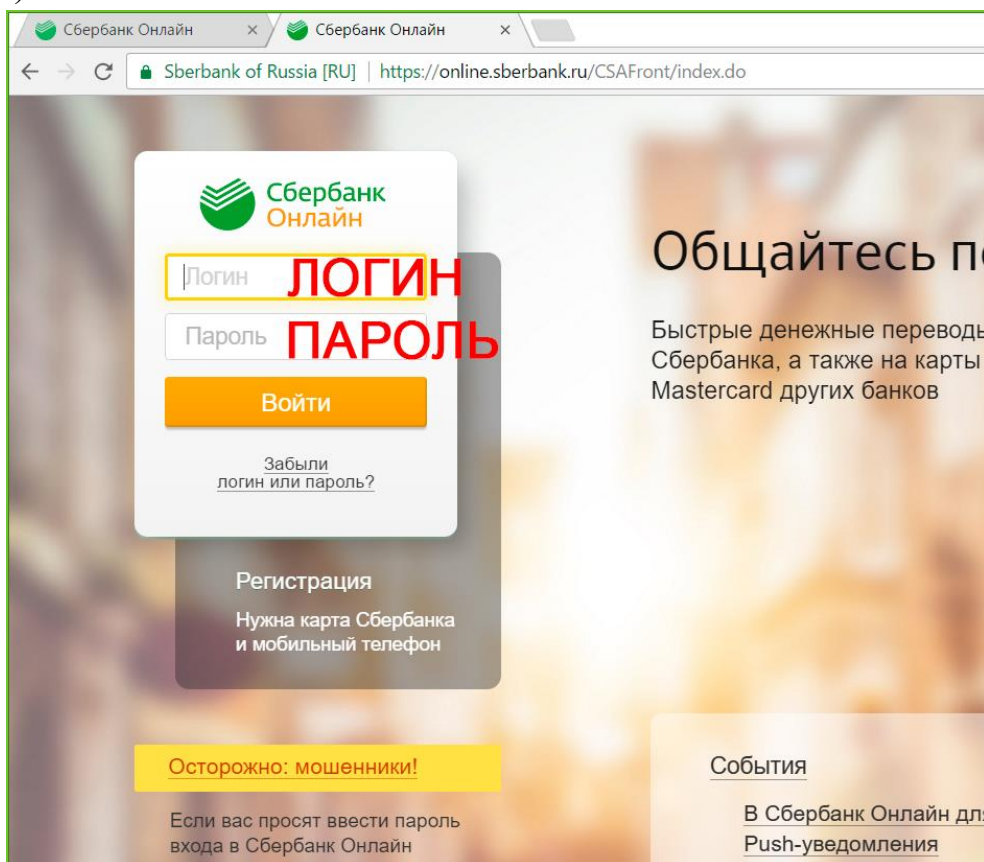 Сбербанк Онлайн
Сбербанк Онлайн
Sberbank of Russia [RU] | https://online.sberbank.ru/CSAFront/index.do
Сбербанк
Онлайн
Логин ЛОГИН
Пароль ПАРОЛЬ
Войти
Забыли
логин или пароль?
Регистрация
Нужна карта Сбербанка
и мобильный телефон
Осторожно: мошенники!
Если вас просят ввести пароль
входа в Сбербанк Онлайн
Общайтесь
Быстрые денежные переводы
Сбербанка, а также на карты
Mastercard других банков
События
В Сбербанк Онлайн для
Push-уведомления